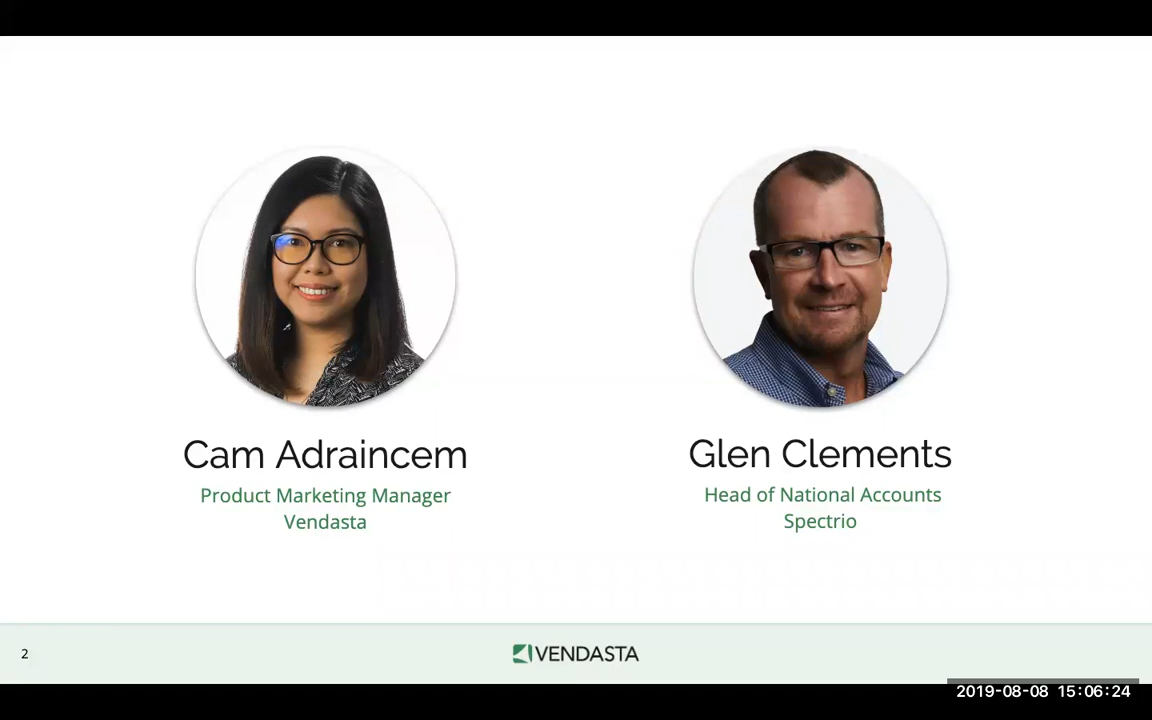 Cam Adraincem
Product Marketing Manager
Vendasta
Glen Clements
Head of National Accounts
Spectrio
2
VENDASTA
2019-08-08 15:06:24